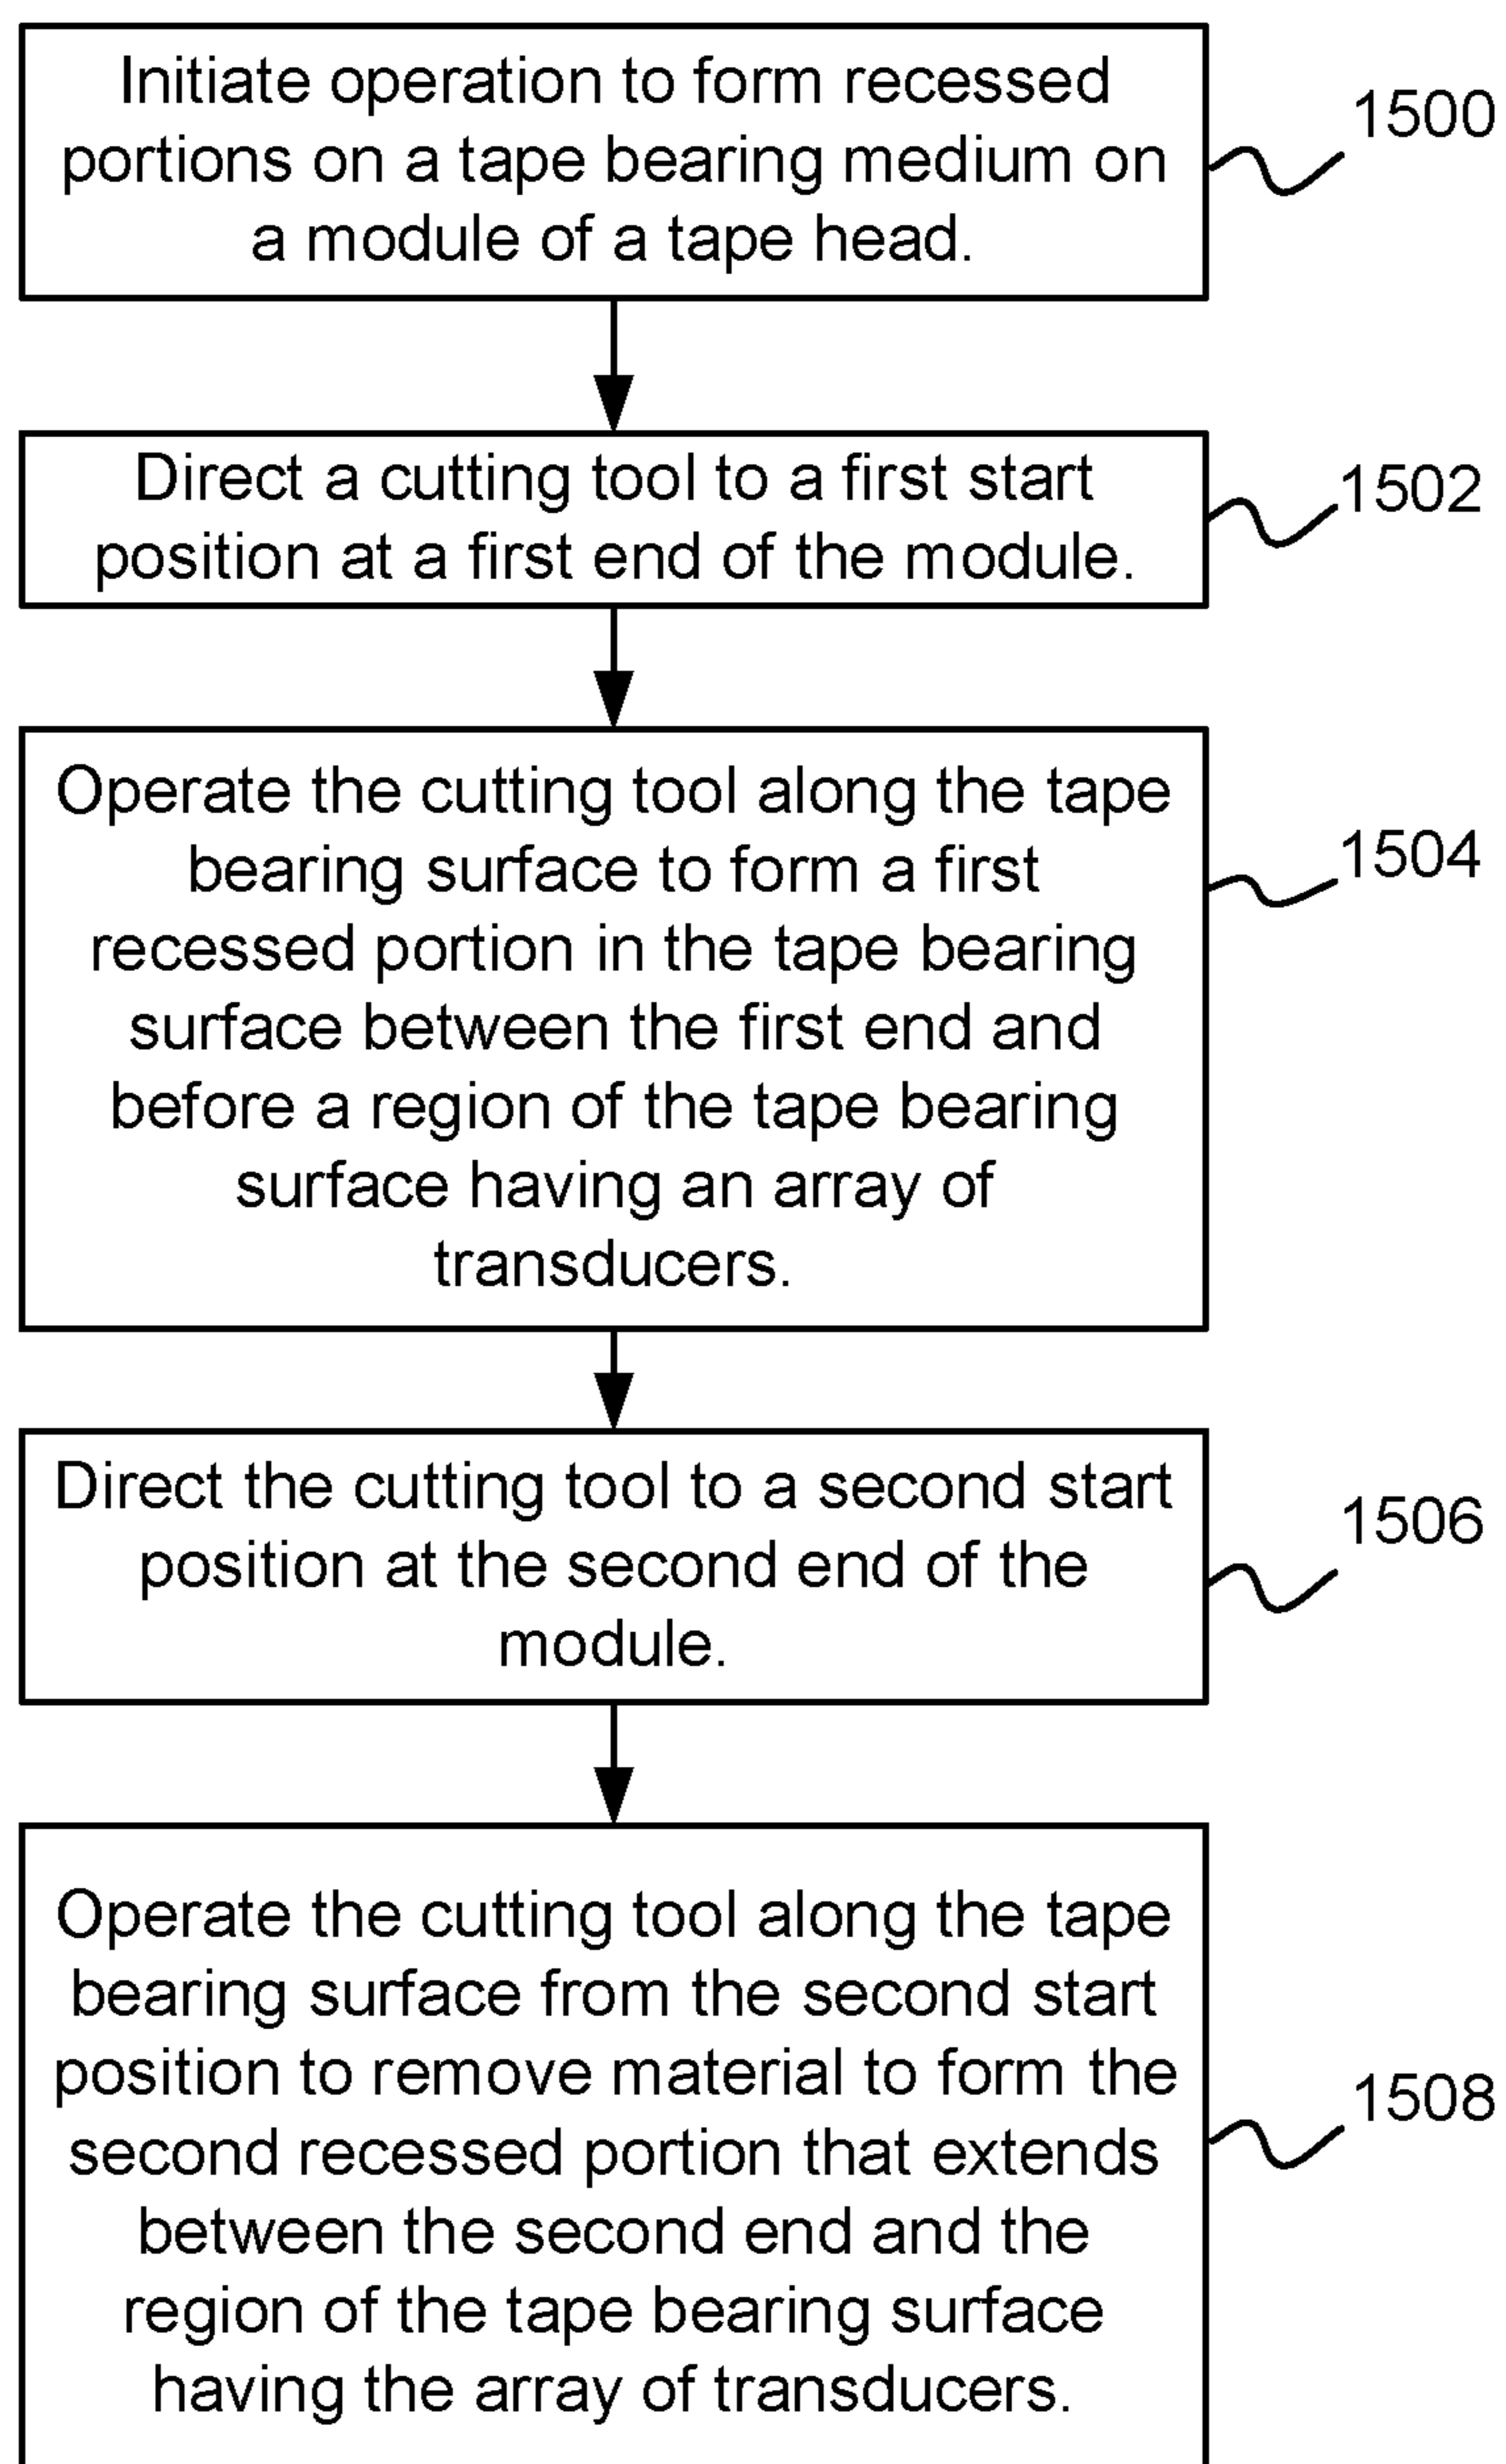 Initiate operation to form recessed
portions on a tape bearing medium on
a module of a tape head.
1500
Direct a cutting tool to a first start
position at a first end of the module.
1502
Operate the cutting tool along the tape
bearing surface to form a first
recessed portion in the tape bearing
surface between the first end and
before a region of the tape bearing
surface having an array of
transducers.
1504
Direct the cutting tool to a second start
position at the second end of the
module.
1506
Operate the cutting tool along the tape
bearing surface from the second start
position to remove material to form the
second recessed portion that extends
between the second end and the
region of the tape bearing surface
having the array of transducers.
1508